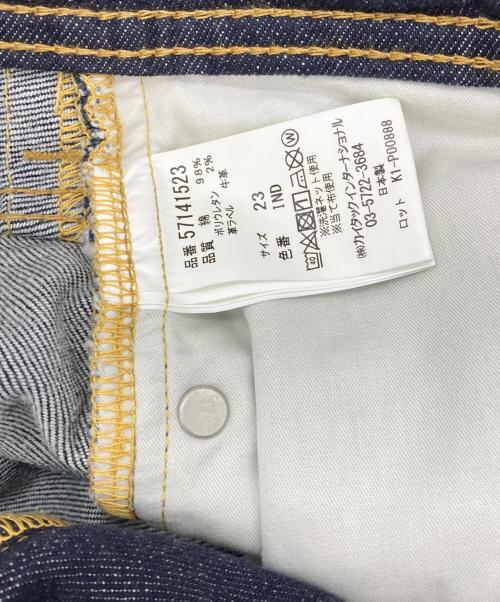 品番 57141523
品質 綿 98%
ポリウレタン 2%
革ラベル 牛革
サイズ 23
色番 IND
40
W
※洗濯ネット使用
※当て布使用
㈱カイタックインターナショナル
03-5722-3684
日本製
ロット K1-P00888